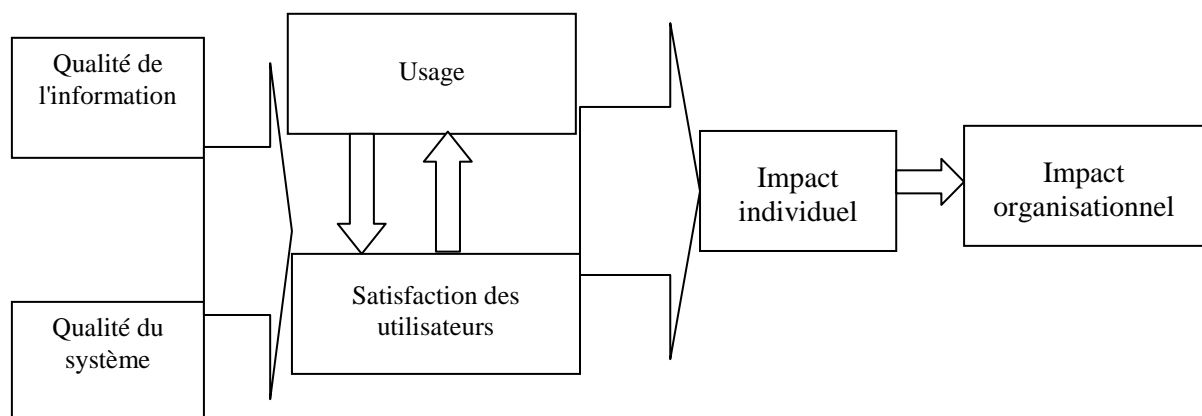 Qualité de
l'information
Usage
Qualité du
système
Satisfaction des
utilisateurs
Impact
individuel
Impact
organisationnel